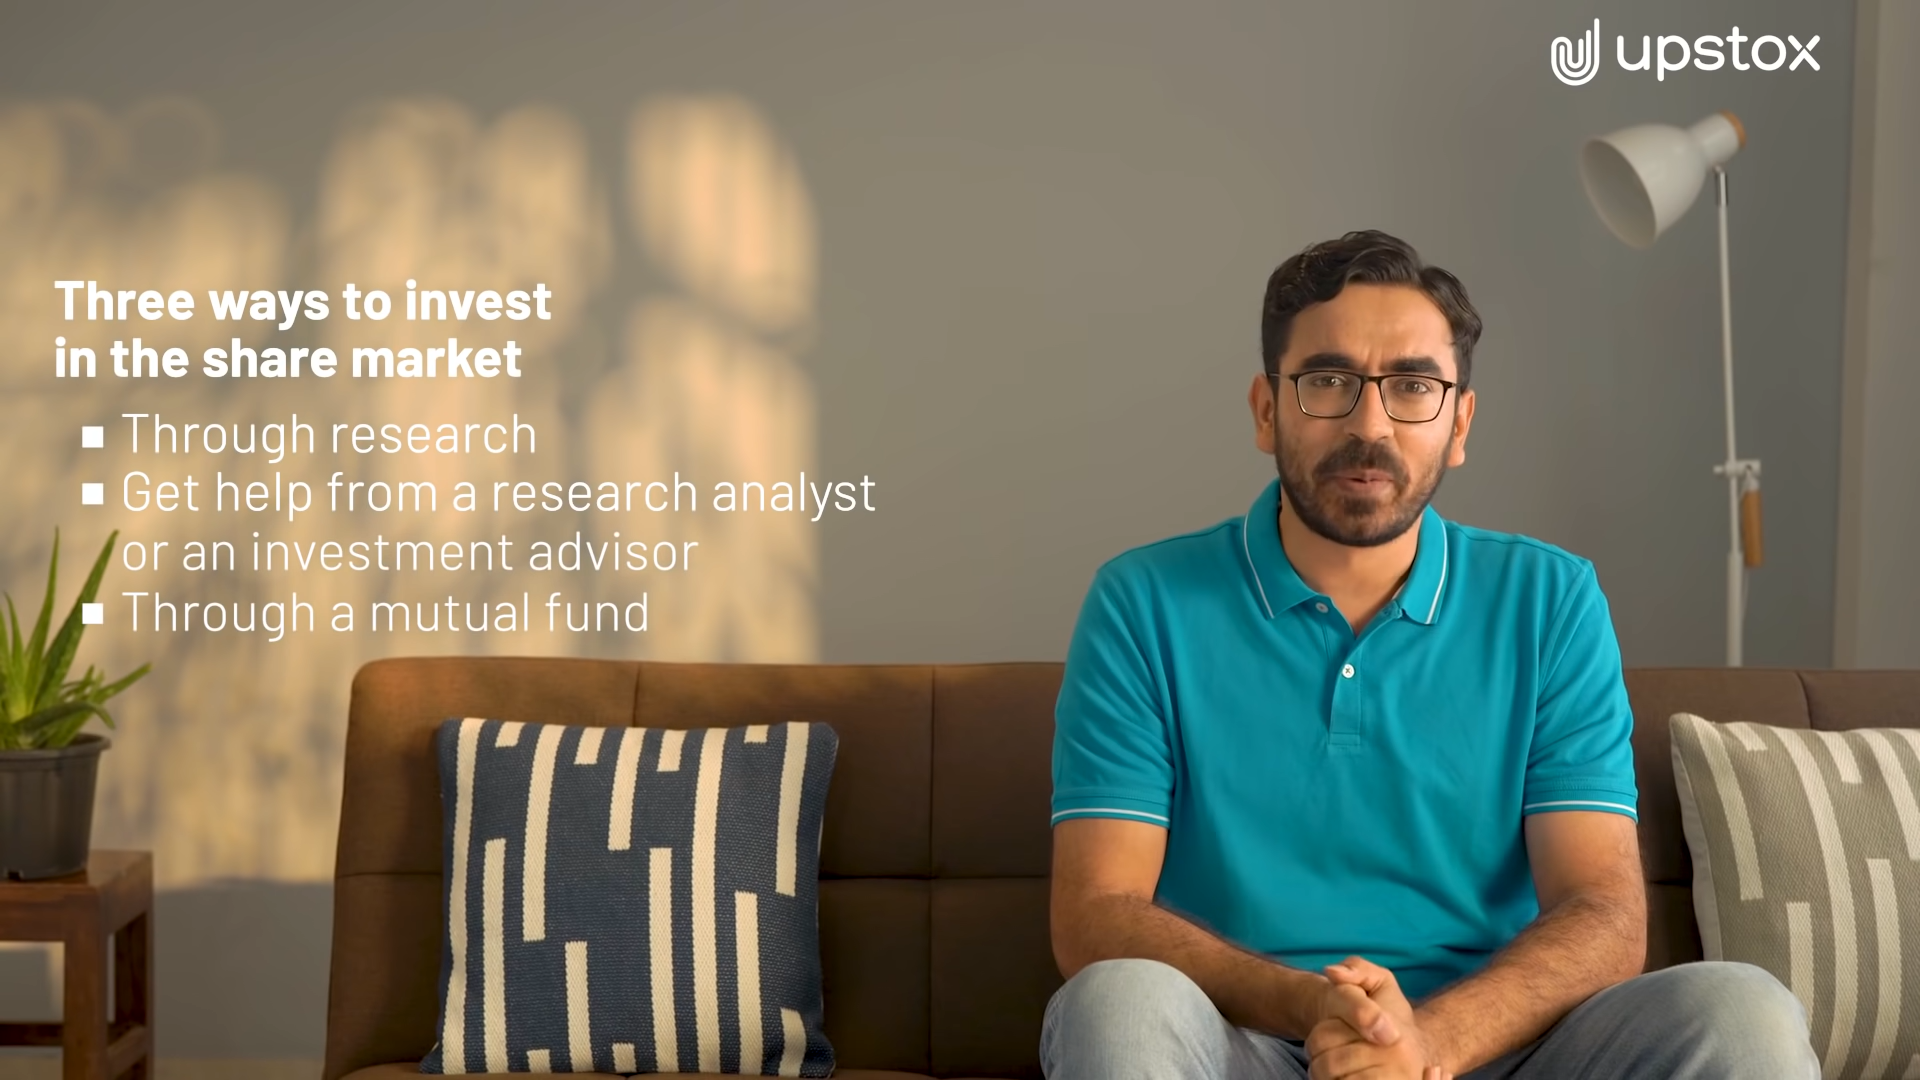 upstox
Three ways to invest
in the share market
▪ Through research
▪ Get help from a research analyst
or an investment advisor
▪ Through a mutual fund